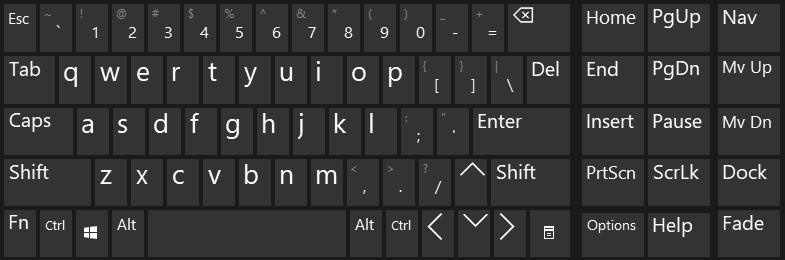 Esc ~ ` ! 1 @ 2 # 3 $ 4 % 5 ^ 6 & 7 * 8 ( 9 ) 0 _ - + = Home PgUp Nav
Tab q w e r t y u i o p { [ } ] | \ Del End PgDn Mv Up
Caps a s d f g h j k l : ; " ' Enter Insert Pause Mv Dn
Shift z x c v b n m < , > . ? / Shift PrtScn ScrLk Dock
Fn Ctrl Alt Alt Ctrl Options Help Fade